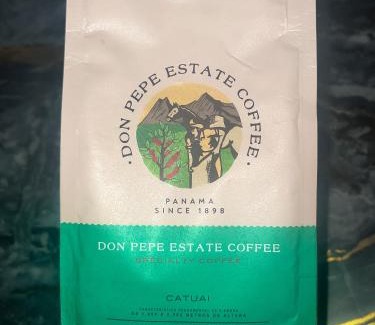 DON PEPE ESTATE COFFEE
PANAMA
SINCE 1898
DON PEPE ESTATE COFFEE
SPECIALTY COFFEE
CATUAI